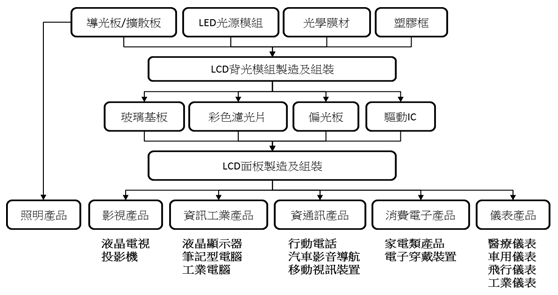 導光板/擴散板
LED光源模組
光學膜材
塑膠框
LCD背光模組製造及組裝
玻璃基板
彩色濾光片
偏光板
驅動IC
LCD面板製造及組裝
照明產品
影視產品
資訊工業產品
資通訊產品
消費電子產品
儀表產品
液晶電視
投影機
液晶顯示器
筆記型電腦
工業電腦
行動電話
汽車影音導航
移動視訊裝置
家電類產品
電子穿戴裝置
醫療儀表
車用儀表
飛行儀表
工業儀表